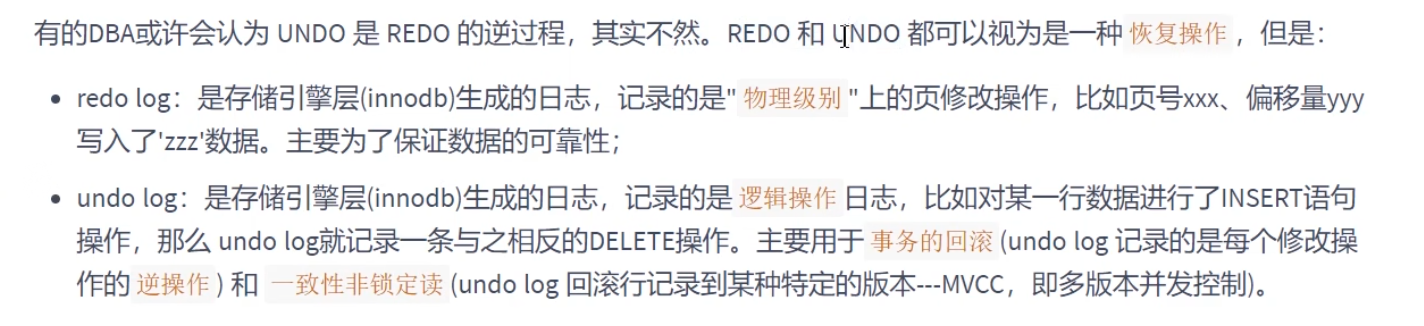 有的DBA或许会认为 UNDO 是 REDO 的逆过程，其实不然。REDO 和 UNDO 都可以视为是一种 恢复操作 ，但是：
• redo log：是存储引擎层(innodb)生成的日志，记录的是" 物理级别 "上的页修改操作，比如页号xxx、偏移量yyy
写入了'zzz'数据。主要为了保证数据的可靠性；
• undo log：是存储引擎层(innodb)生成的日志，记录的是 逻辑操作 日志，比如对某一行数据进行了INSERT语句
操作，那么 undo log就记录一条与之相反的DELETE操作。主要用于 事务的回滚 (undo log 记录的是每个修改操
作的 逆操作 ) 和 一致性非锁定读 (undo log 回滚行记录到某种特定的版本---MVCC，即多版本并发控制)。